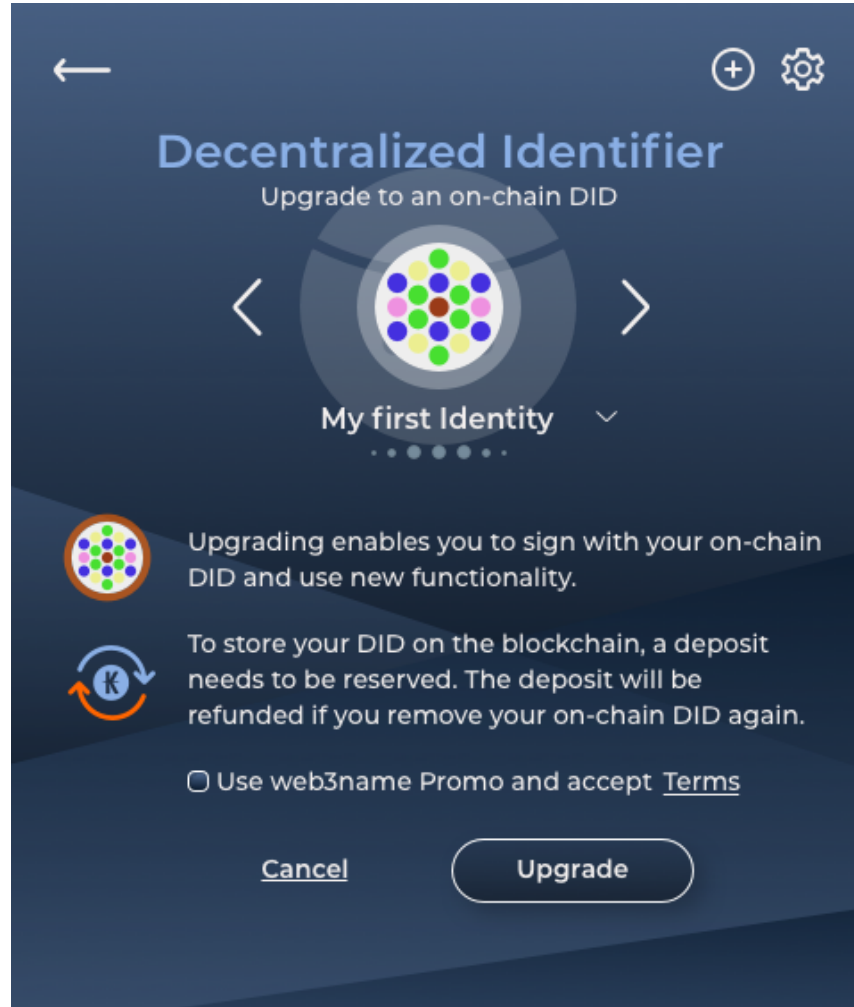 Decentralized Identifier
Upgrade to an on-chain DID
My first Identity
Upgrading enables you to sign with your on-chain
DID and use new functionality.
To store your DID on the blockchain, a deposit
needs to be reserved. The deposit will be
refunded if you remove your on-chain DID again.
Use web3name Promo and accept Terms
Cancel
Upgrade